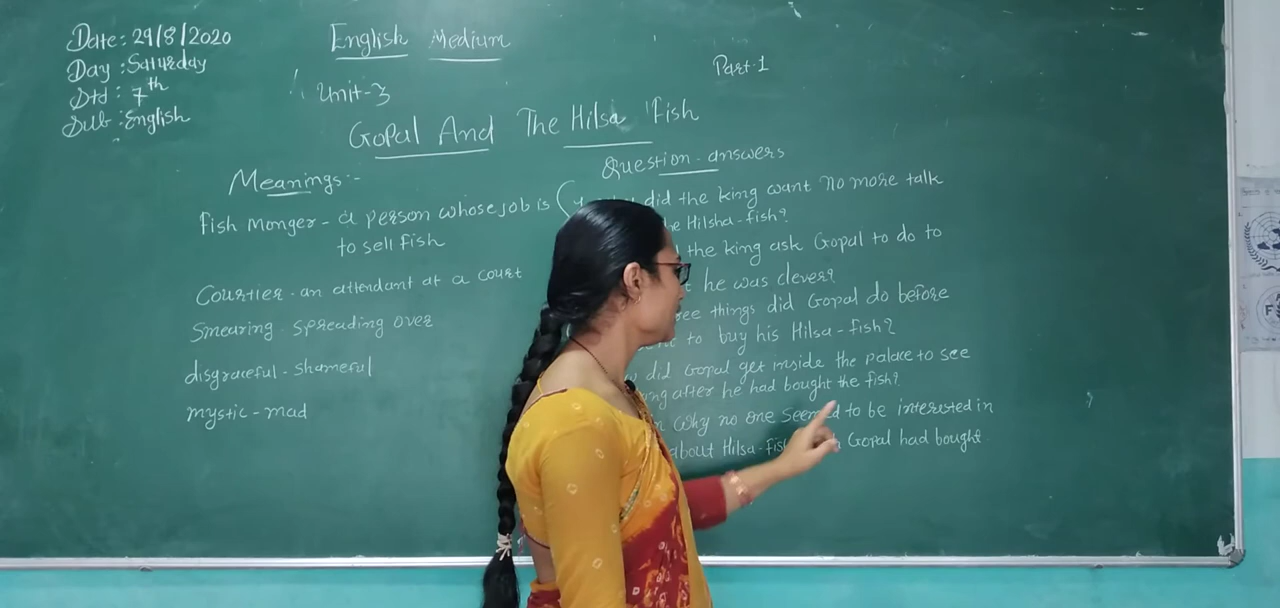 Date: 29/8/2020
Day: Saturday
Std: 7th
Sub: English
English Medium
Part-1
Unit-3
Gopal And The Hilsa Fish
Meanings:-
Fish monger - a person whose job is
to sell fish
Courtier - an attendant at a court
Smearing - spreading over
disgraceful - shameful
mystic - mad
Question - answers
did the king want no more talk
the Hilsha-fish?
the king ask Gopal to do to
he was clever?
things did Gopal do before
to buy his Hilsa-fish?
did Gopal get inside the palace to see
after he had bought the fish?
why no one seemed to be interested in
about Hilsa-fish Gopal had bought